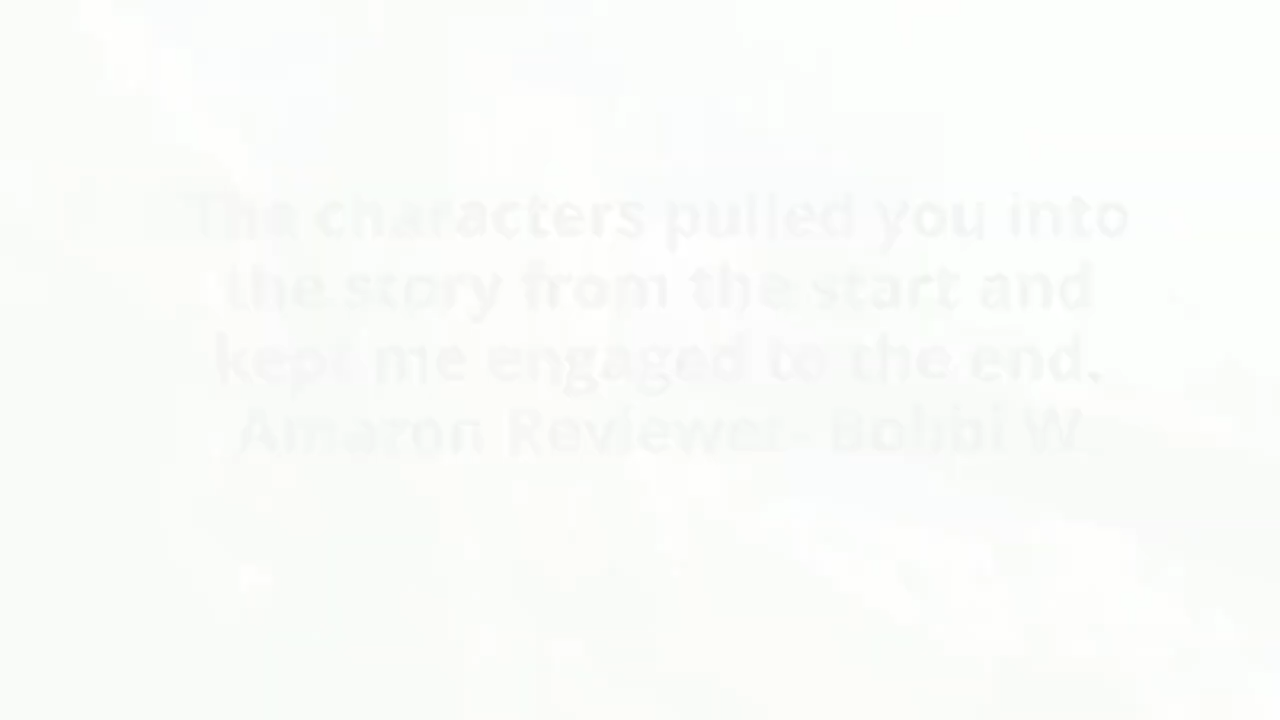 The characters pulled you into
the story from the start and
kept me engaged to the end.
Amazon Reviewer- Bobbi W.